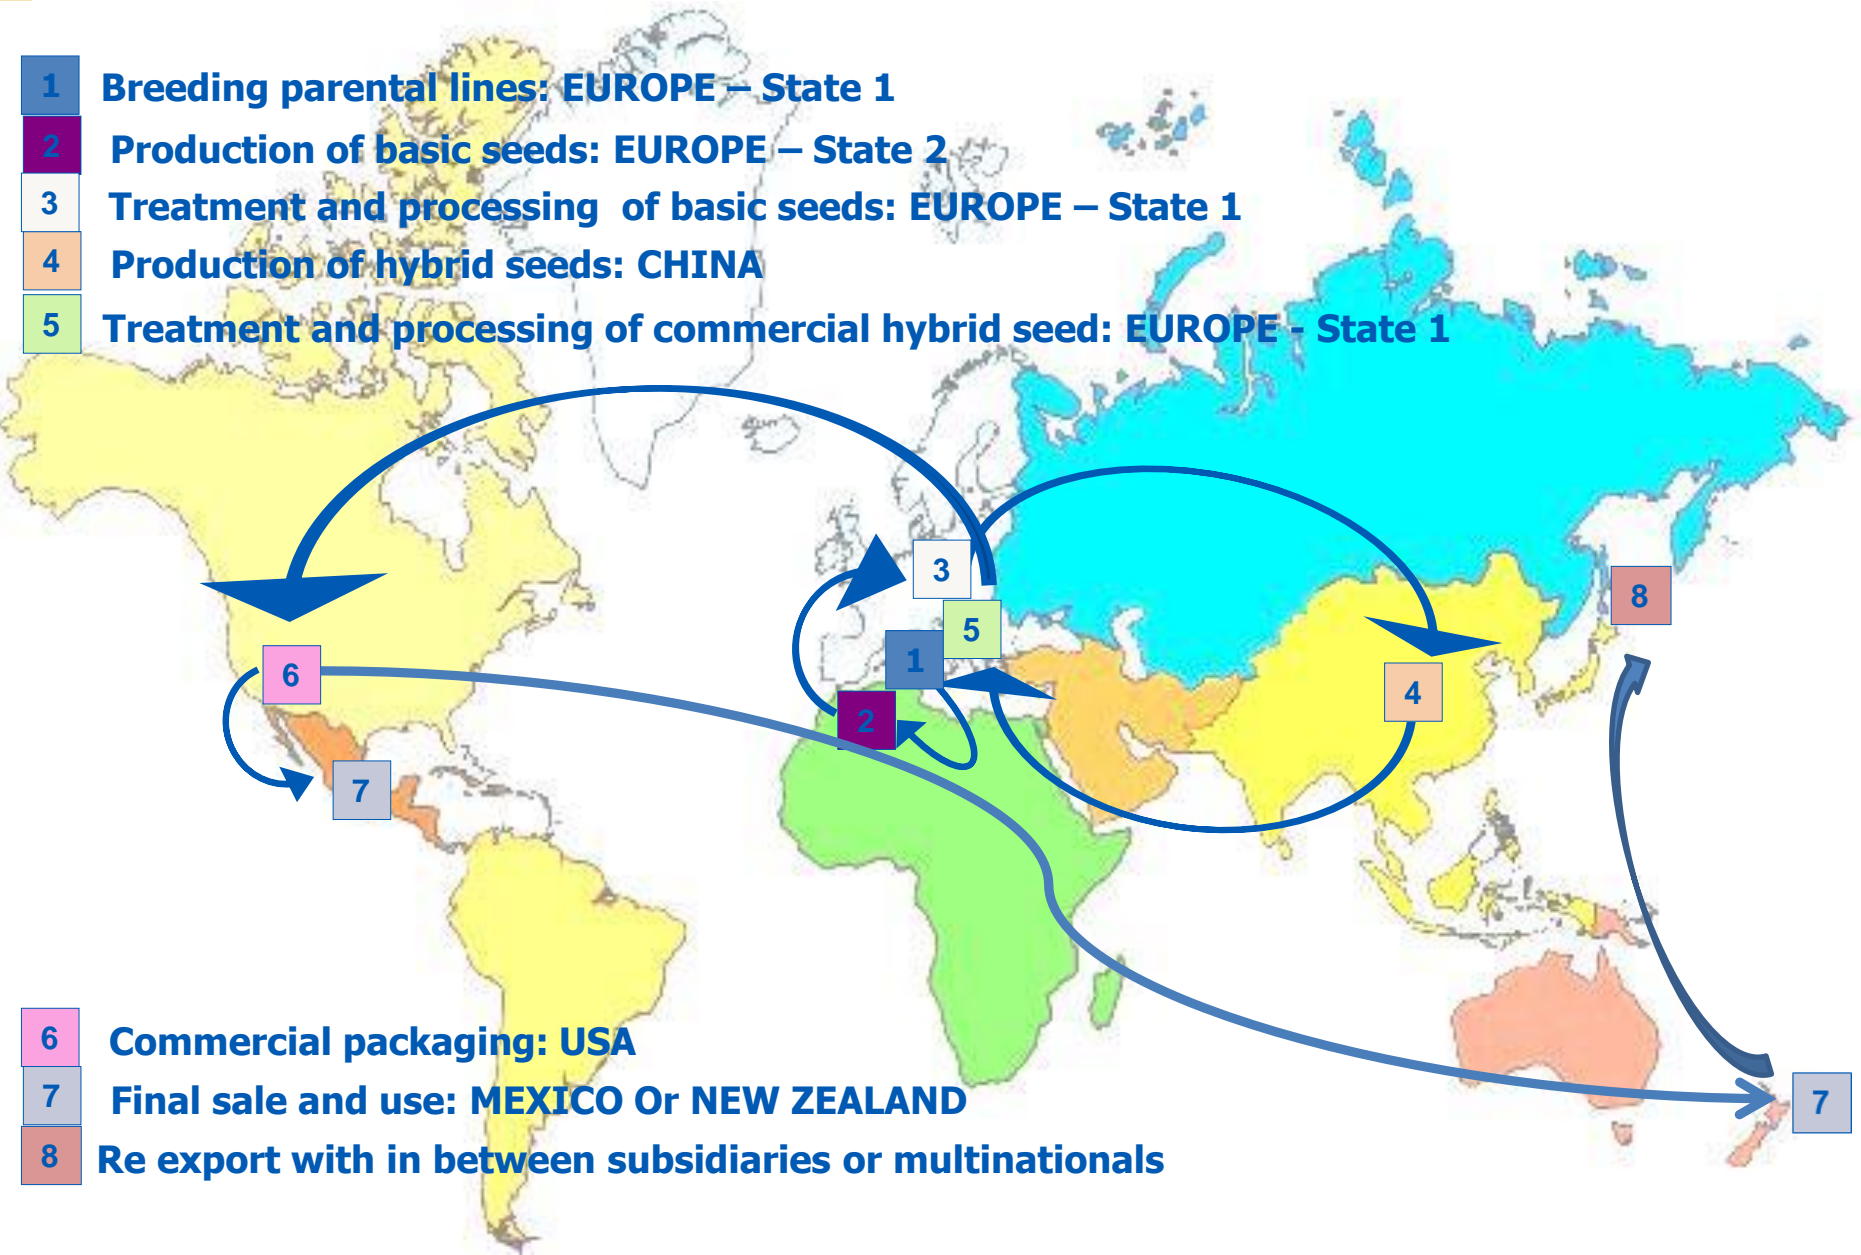 1 Breeding parental lines: EUROPE – State 1
2 Production of basic seeds: EUROPE – State 2
3 Treatment and processing of basic seeds: EUROPE – State 1
4 Production of hybrid seeds: CHINA
5 Treatment and processing of commercial hybrid seed: EUROPE - State 1
3
8
5
1
6
4
2
7
6 Commercial packaging: USA
7 Final sale and use: MEXICO Or NEW ZEALAND
7
8 Re export with in between subsidiaries or multinationals